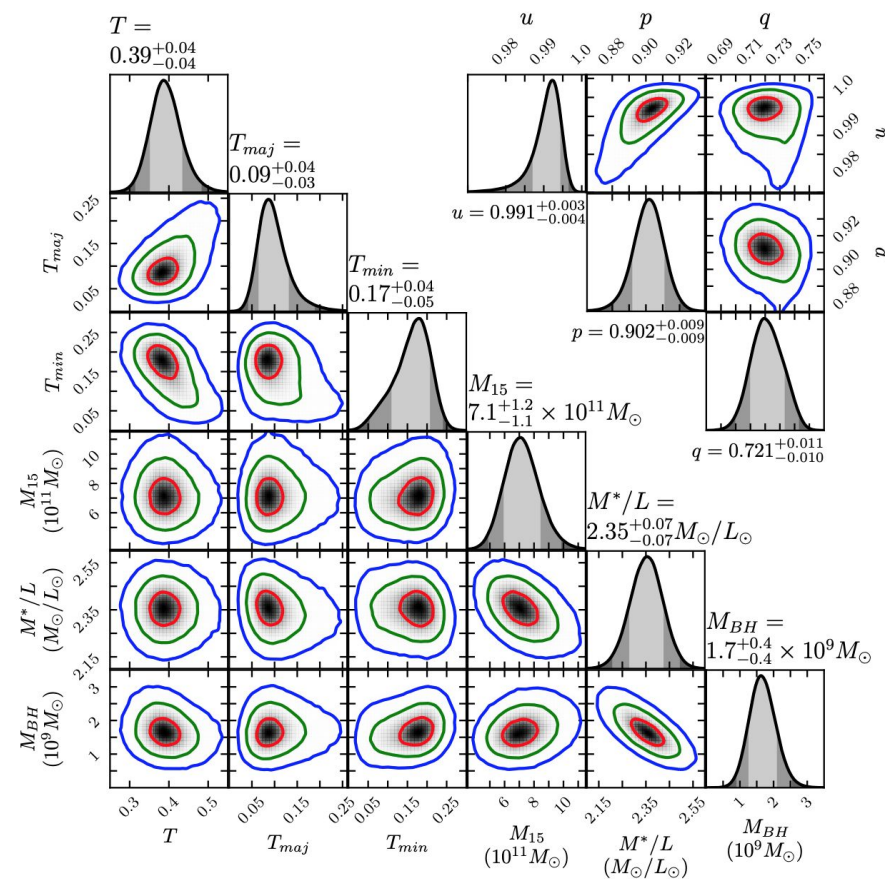 T =
0.39^{+0.04}_{-0.04}
u p q
0.98 0.99 1.0 0.88 0.90 0.92 0.69 0.71 0.73 0.75
T_{maj} =
0.09^{+0.04}_{-0.03}
1.0
0.99
0.98
u
u = 0.991^{+0.003}_{-0.004}
T_{maj}
0.25
0.15
0.05
T_{min} =
0.17^{+0.04}_{-0.05}
0.92
0.90
0.88
p
p = 0.902^{+0.009}_{-0.009}
T_{min}
0.25
0.15
0.05
M_{15} =
7.1^{+1.2}_{-1.1} × 10^{11}M_⊙
q = 0.721^{+0.011}_{-0.010}
M_{15}
(10^{11}M_⊙)
10
8
6
M^*/L =
2.35^{+0.07}_{-0.07}M_⊙/L_⊙
M^*/L
(M_⊙/L_⊙)
2.55
2.35
2.15
M_{BH} =
1.7^{+0.4}_{-0.4} × 10^9M_⊙
M_{BH}
(10^9M_⊙)
3
2
1
0.3 0.4 0.5 0.05 0.15 0.25 0.05 0.15 0.25 6 8 10 2.15 2.35 2.55 1 2 3
T T_{maj} T_{min} M_{15} M^*/L M_{BH}
(10^{11}M_⊙) (M_⊙/L_⊙) (10^9M_⊙)